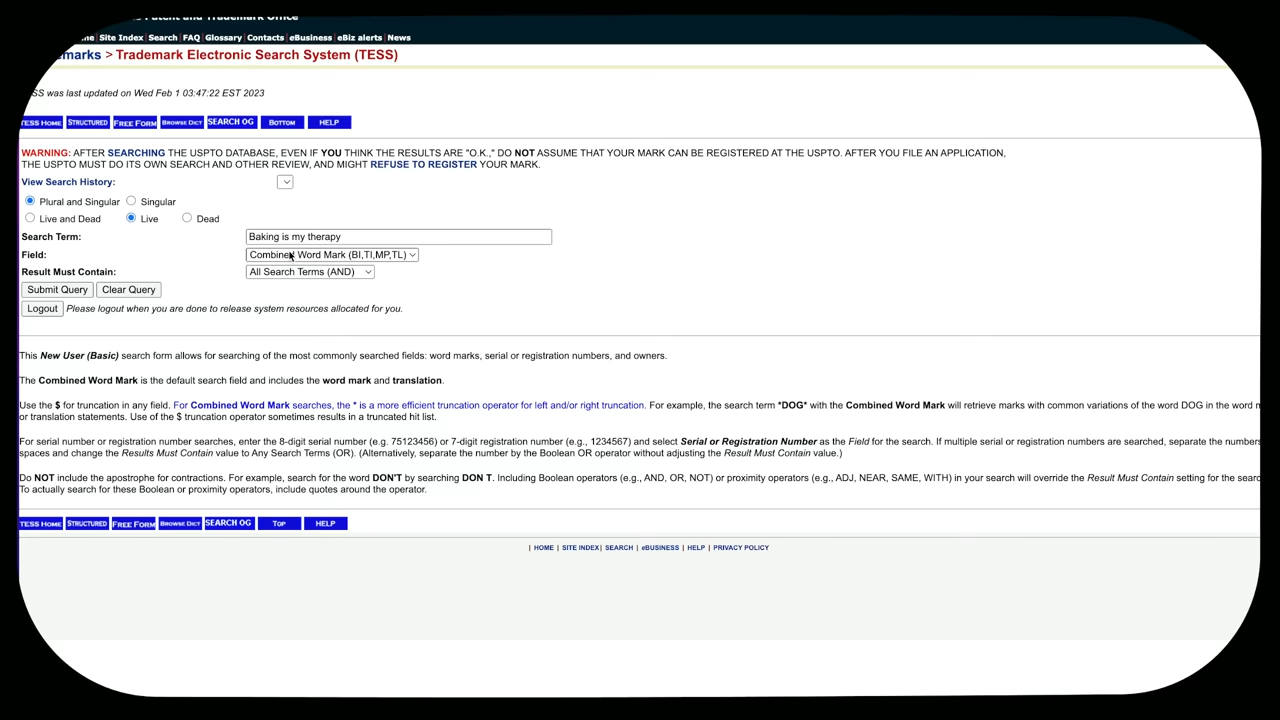 Patent and Trademark Office
Site Index | Search | FAQ | Glossary | Contacts | eBusiness | eBiz alerts | News
> Trademark Electronic Search System (TESS)
was last updated on Wed Feb 1 03:47:22 EST 2023
TESS HOME STRUCTURED FREE FORM BROWSE DICT SEARCH OG BOTTOM HELP
WARNING: AFTER SEARCHING THE USPTO DATABASE, EVEN IF YOU THINK THE RESULTS ARE "O.K.," DO NOT ASSUME THAT YOUR MARK CAN BE REGISTERED AT THE USPTO. AFTER YOU FILE AN APPLICATION,
THE USPTO MUST DO ITS OWN SEARCH AND OTHER REVIEW, AND MIGHT REFUSE TO REGISTER YOUR MARK.
View Search History:
Plural and Singular Singular
Live and Dead Live Dead
Search Term: Baking is my therapy
Field: Combined Word Mark (BI,TI,MP,TL)
Result Must Contain: All Search Terms (AND)
Submit Query Clear Query
Logout Please logout when you are done to release system resources allocated for you.
This New User (Basic) search form allows for searching of the most commonly searched fields: word marks, serial or registration numbers, and owners.
The Combined Word Mark is the default search field and includes the word mark and translation.
Use the $ for truncation in any field. For Combined Word Mark searches, the * is a more efficient truncation operator for left and/or right truncation. For example, the search term *DOG* with the Combined Word Mark will retrieve marks with common variations of the word DOG in the word
or translation statements. Use of the $ truncation operator sometimes results in a truncated hit list.
For serial number or registration number searches, enter the 8-digit serial number (e.g. 75123456) or 7-digit registration number (e.g., 1234567) and select Serial or Registration Number as the Field for the search. If multiple serial or registration numbers are searched, separate the numbers
spaces and change the Results Must Contain value to Any Search Terms (OR). (Alternatively, separate the number by the Boolean OR operator without adjusting the Result Must Contain value.)
Do NOT include the apostrophe for contractions. For example, search for the word DON'T by searching DON T. Including Boolean operators (e.g., AND, OR, NOT) or proximity operators (e.g., ADJ, NEAR, SAME, WITH) in your search will override the Result Must Contain setting for the
To actually search for these Boolean or proximity operators, include quotes around the operator.
TESS HOME STRUCTURED FREE FORM BROWSE DICT SEARCH OG TOP HELP
| HOME | SITE INDEX | SEARCH | eBUSINESS | HELP | PRIVACY POLICY